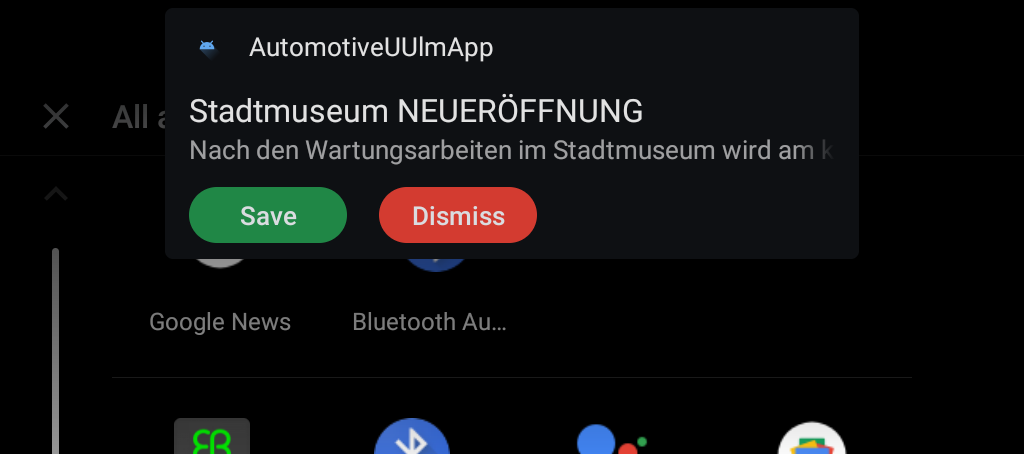 AutomotiveUUlmApp
Stadtmuseum NEUERÖFFNUNG
Nach den Wartungsarbeiten im Stadtmuseum wird am k
Save
Dismiss
All a
Google News
Bluetooth Au...